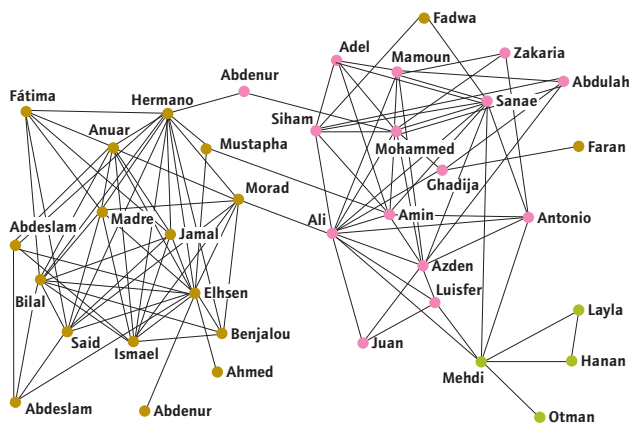 Fadwa
Adel
Mamoun
Zakaria
Abdenur
Abdulah
Fátima
Hermano
Sanae
Siham
Anuar
Mustapha
Mohammed
Faran
Ghadija
Morad
Abdeslam
Madre
Ali
Amin
Antonio
Jamal
Azden
Bilal
Elhsen
Luisfer
Layla
Said
Ismael
Benjalou
Juan
Hanan
Ahmed
Mehdi
Abdeslam
Abdenur
Otman